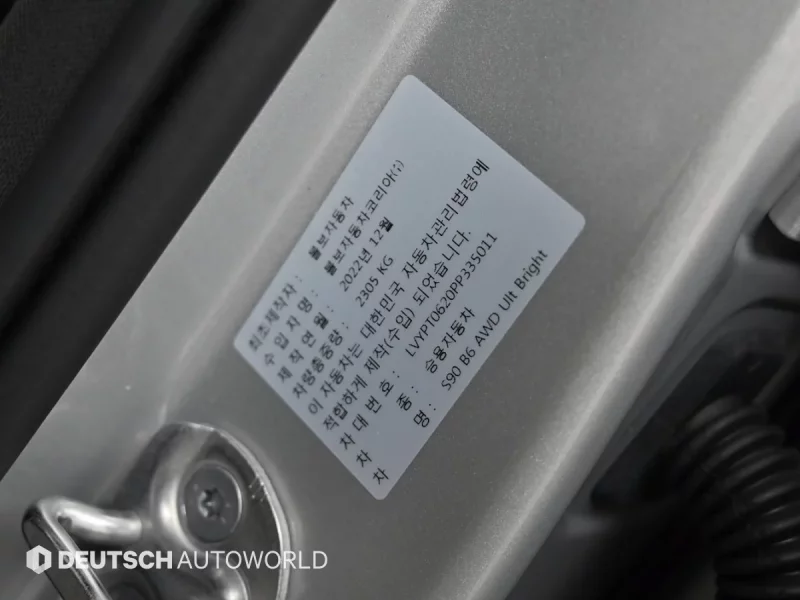 최초제작자 : 볼보자동차
수 입 자 명 : 볼보자동차코리아(주)
제 작 연 월 : 2022년 12월
차량총중량 : 2305 KG
이 자동차는 대한민국 자동차관리법령에
적합하게 제작(수입) 되었습니다.
차 대 번 호 : LVYPT0620PP335011
차 종 : 승용자동차
차 명 : S90 B6 AWD Ult Bright
DEUTSCH AUTOWORLD